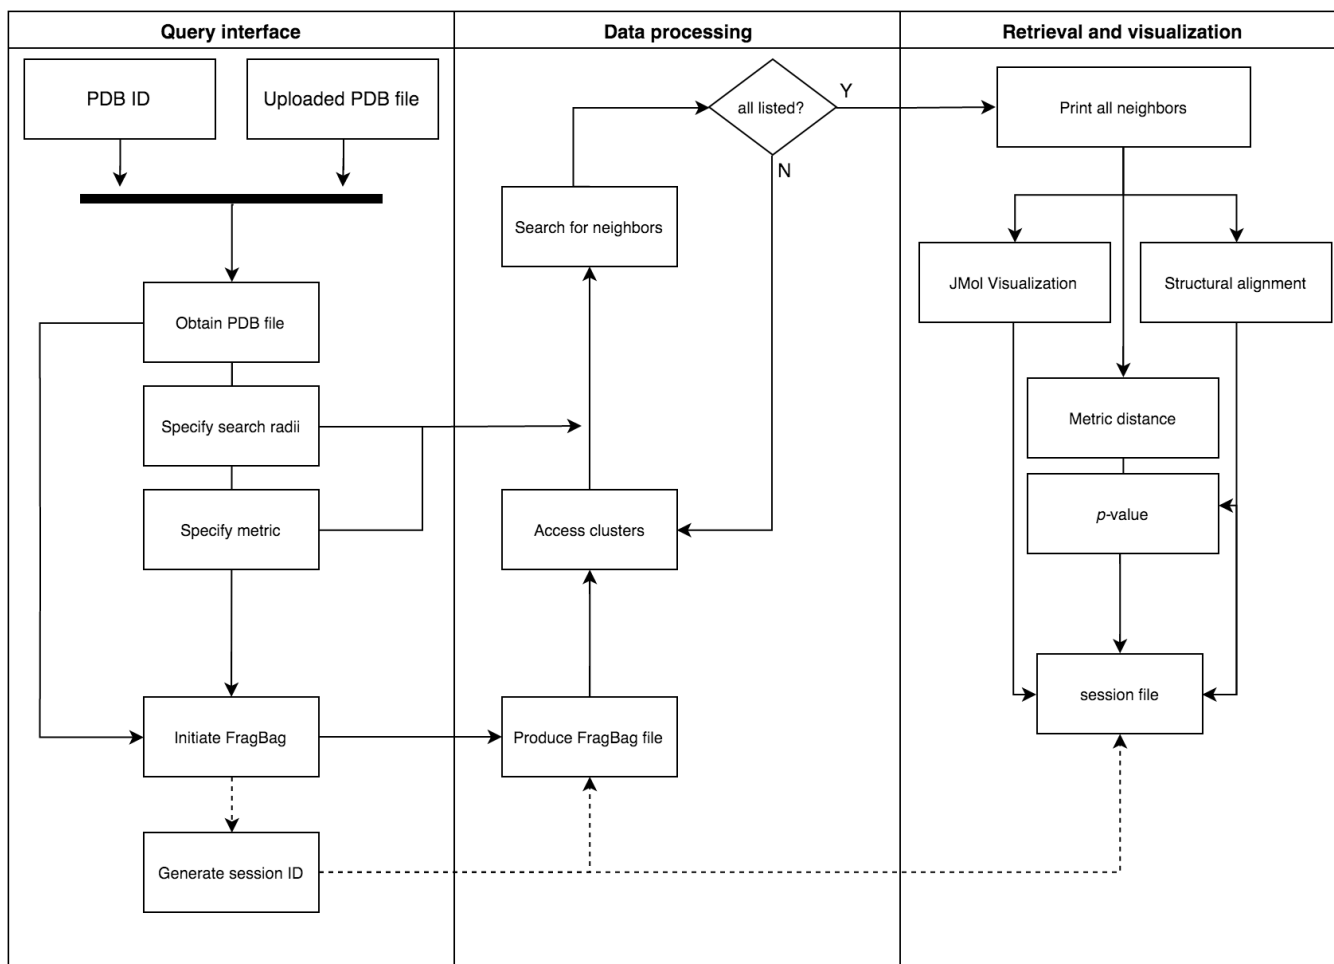 Query interface
Data processing
Retrieval and visualization
PDB ID
Uploaded PDB file
Obtain PDB file
Specify search radii
Specify metric
Initiate FragBag
Generate session ID
all listed?
Y
N
Search for neighbors
Access clusters
Produce FragBag file
Print all neighbors
JMol Visualization
Structural alignment
Metric distance
p-value
session file